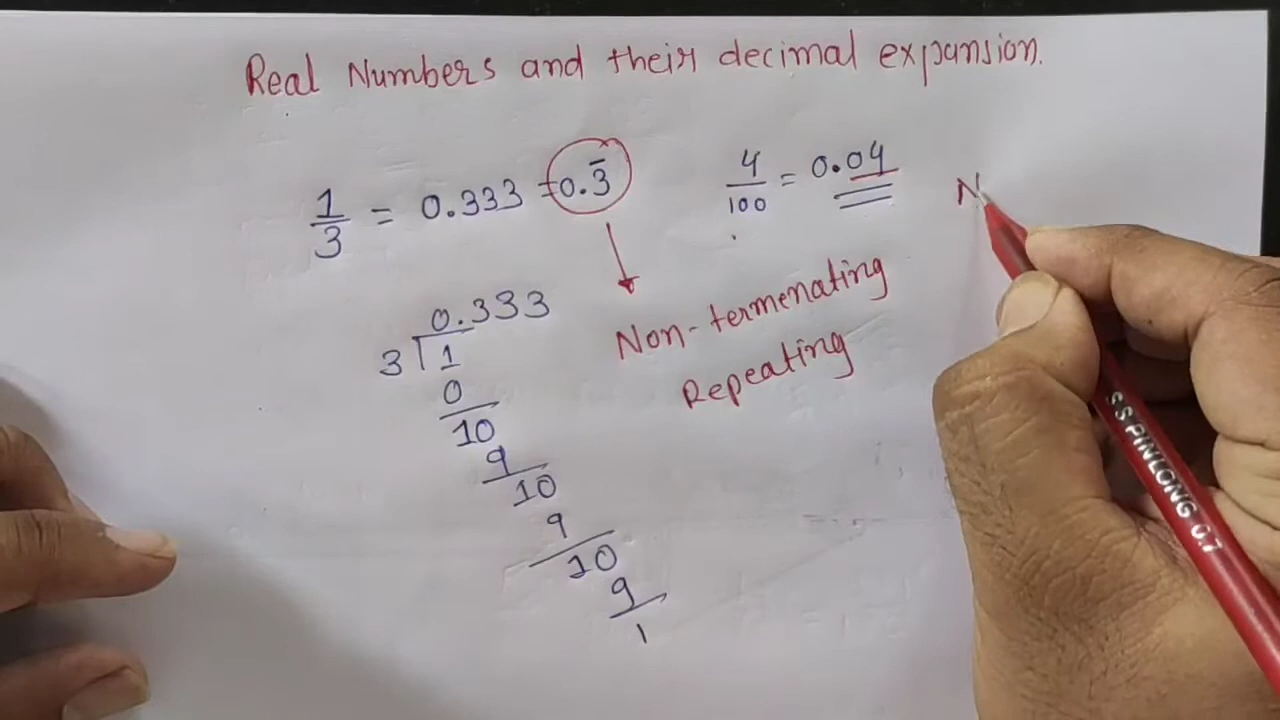 Real Numbers and their decimal expansion.
1/3 = 0.333 = 0.3̄
4/100 = 0.04
N
Non-termenating
Repeating
0.333
3 1
0
10
9
10
9
10
9
1
S.S PINLONG 0.7